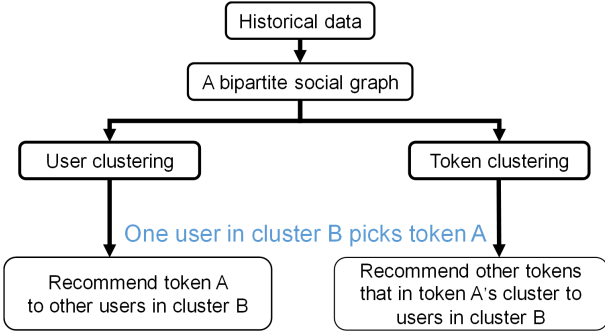 Historical data
A bipartite social graph
User clustering
Token clustering
One user in cluster B picks token A
Recommend token A
to other users in cluster B
Recommend other tokens
that in token A's cluster to
users in cluster B